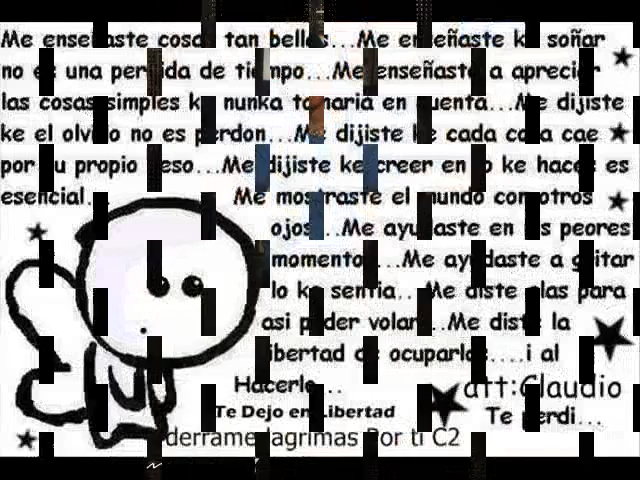 Me enseñaste cosas tan bellas...Me enseñaste k soñar
no es una perdida de tiempo...Me enseñaste a apreciar
las cosas simples k nunka tomaria en cuenta...Me dijiste
ke el olvido no es perdon...Me dijiste ke cada cosa cae
por su propio peso...Me dijiste ke creer en lo ke haces es
esencial... Me mostraste el mundo con otros
ojos...Me ayudaste en los peores
momentos...Me ayudaste a gritar
lo ke sentia...Me diste alas para
asi poder volar...Me diste la
libertad de ocuparlas....i al
Hacerlo...
att:Claudio
Te Dejo en Libertad
Te perdi...
derrame lagrimas Por ti C2